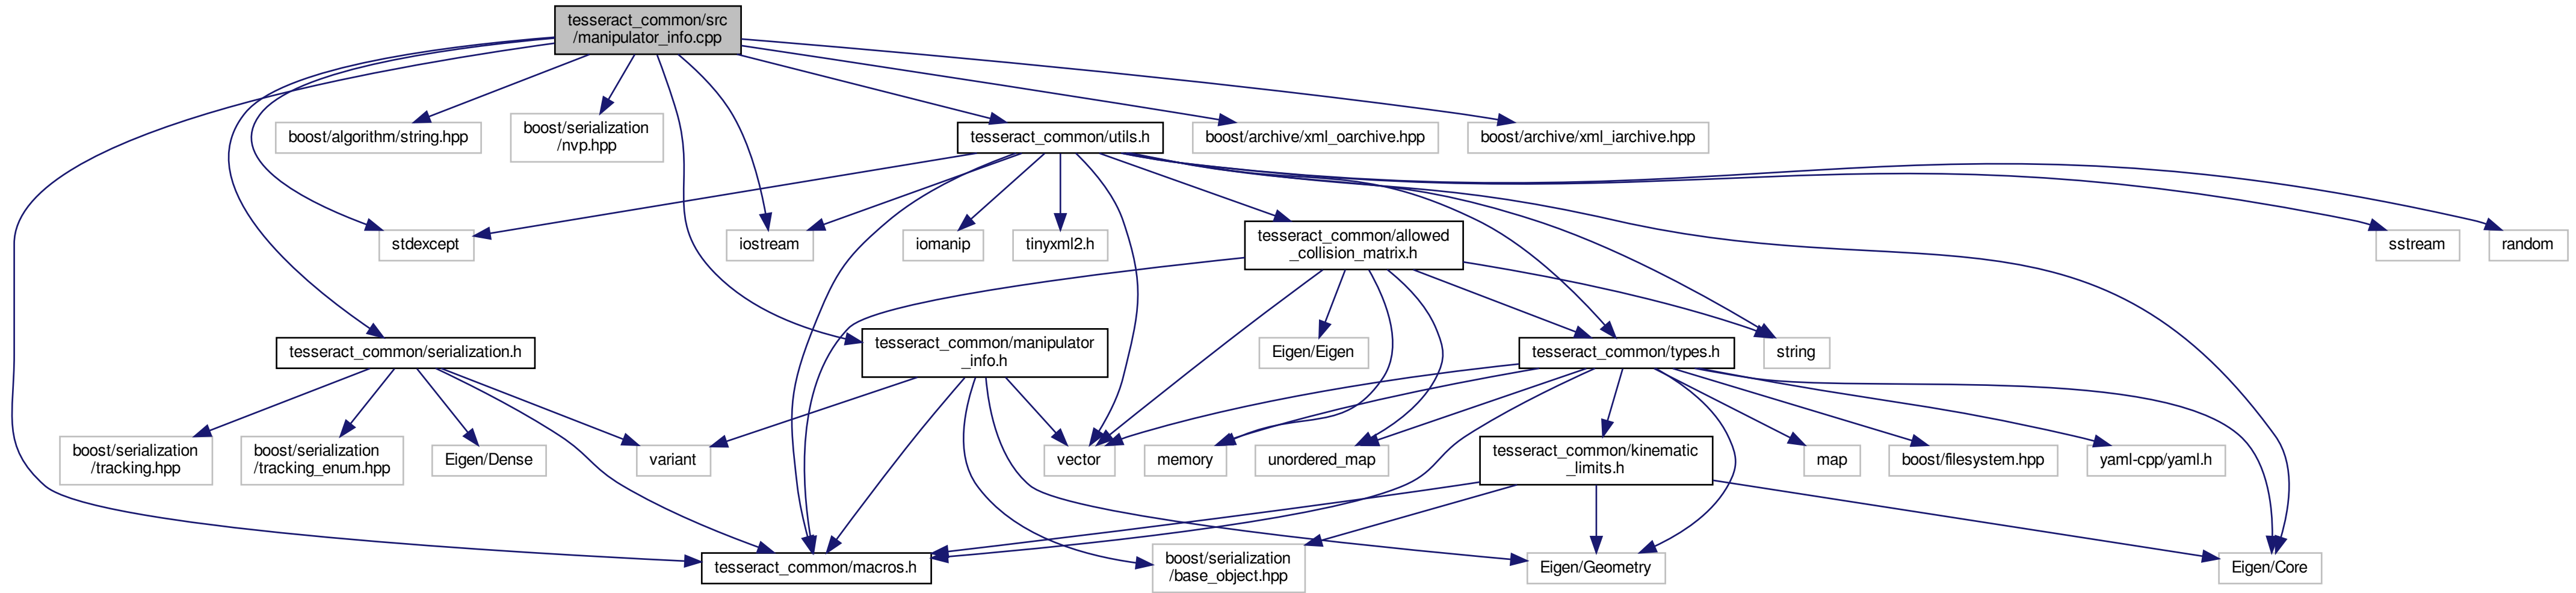 tesseract_common/src
/manipulator_info.cpp
boost/algorithm/string.hpp
boost/serialization
/nvp.hpp
tesseract_common/utils.h
boost/archive/xml_oarchive.hpp
boost/archive/xml_iarchive.hpp
stdexcept
iostream
iomanip
tinyxml2.h
tesseract_common/allowed
_collision_matrix.h
sstream
random
tesseract_common/serialization.h
tesseract_common/manipulator
_info.h
Eigen/Eigen
tesseract_common/types.h
string
boost/serialization
/tracking.hpp
boost/serialization
/tracking_enum.hpp
Eigen/Dense
variant
vector
memory
unordered_map
tesseract_common/kinematic
_limits.h
map
boost/filesystem.hpp
yaml-cpp/yaml.h
tesseract_common/macros.h
boost/serialization
/base_object.hpp
Eigen/Geometry
Eigen/Core